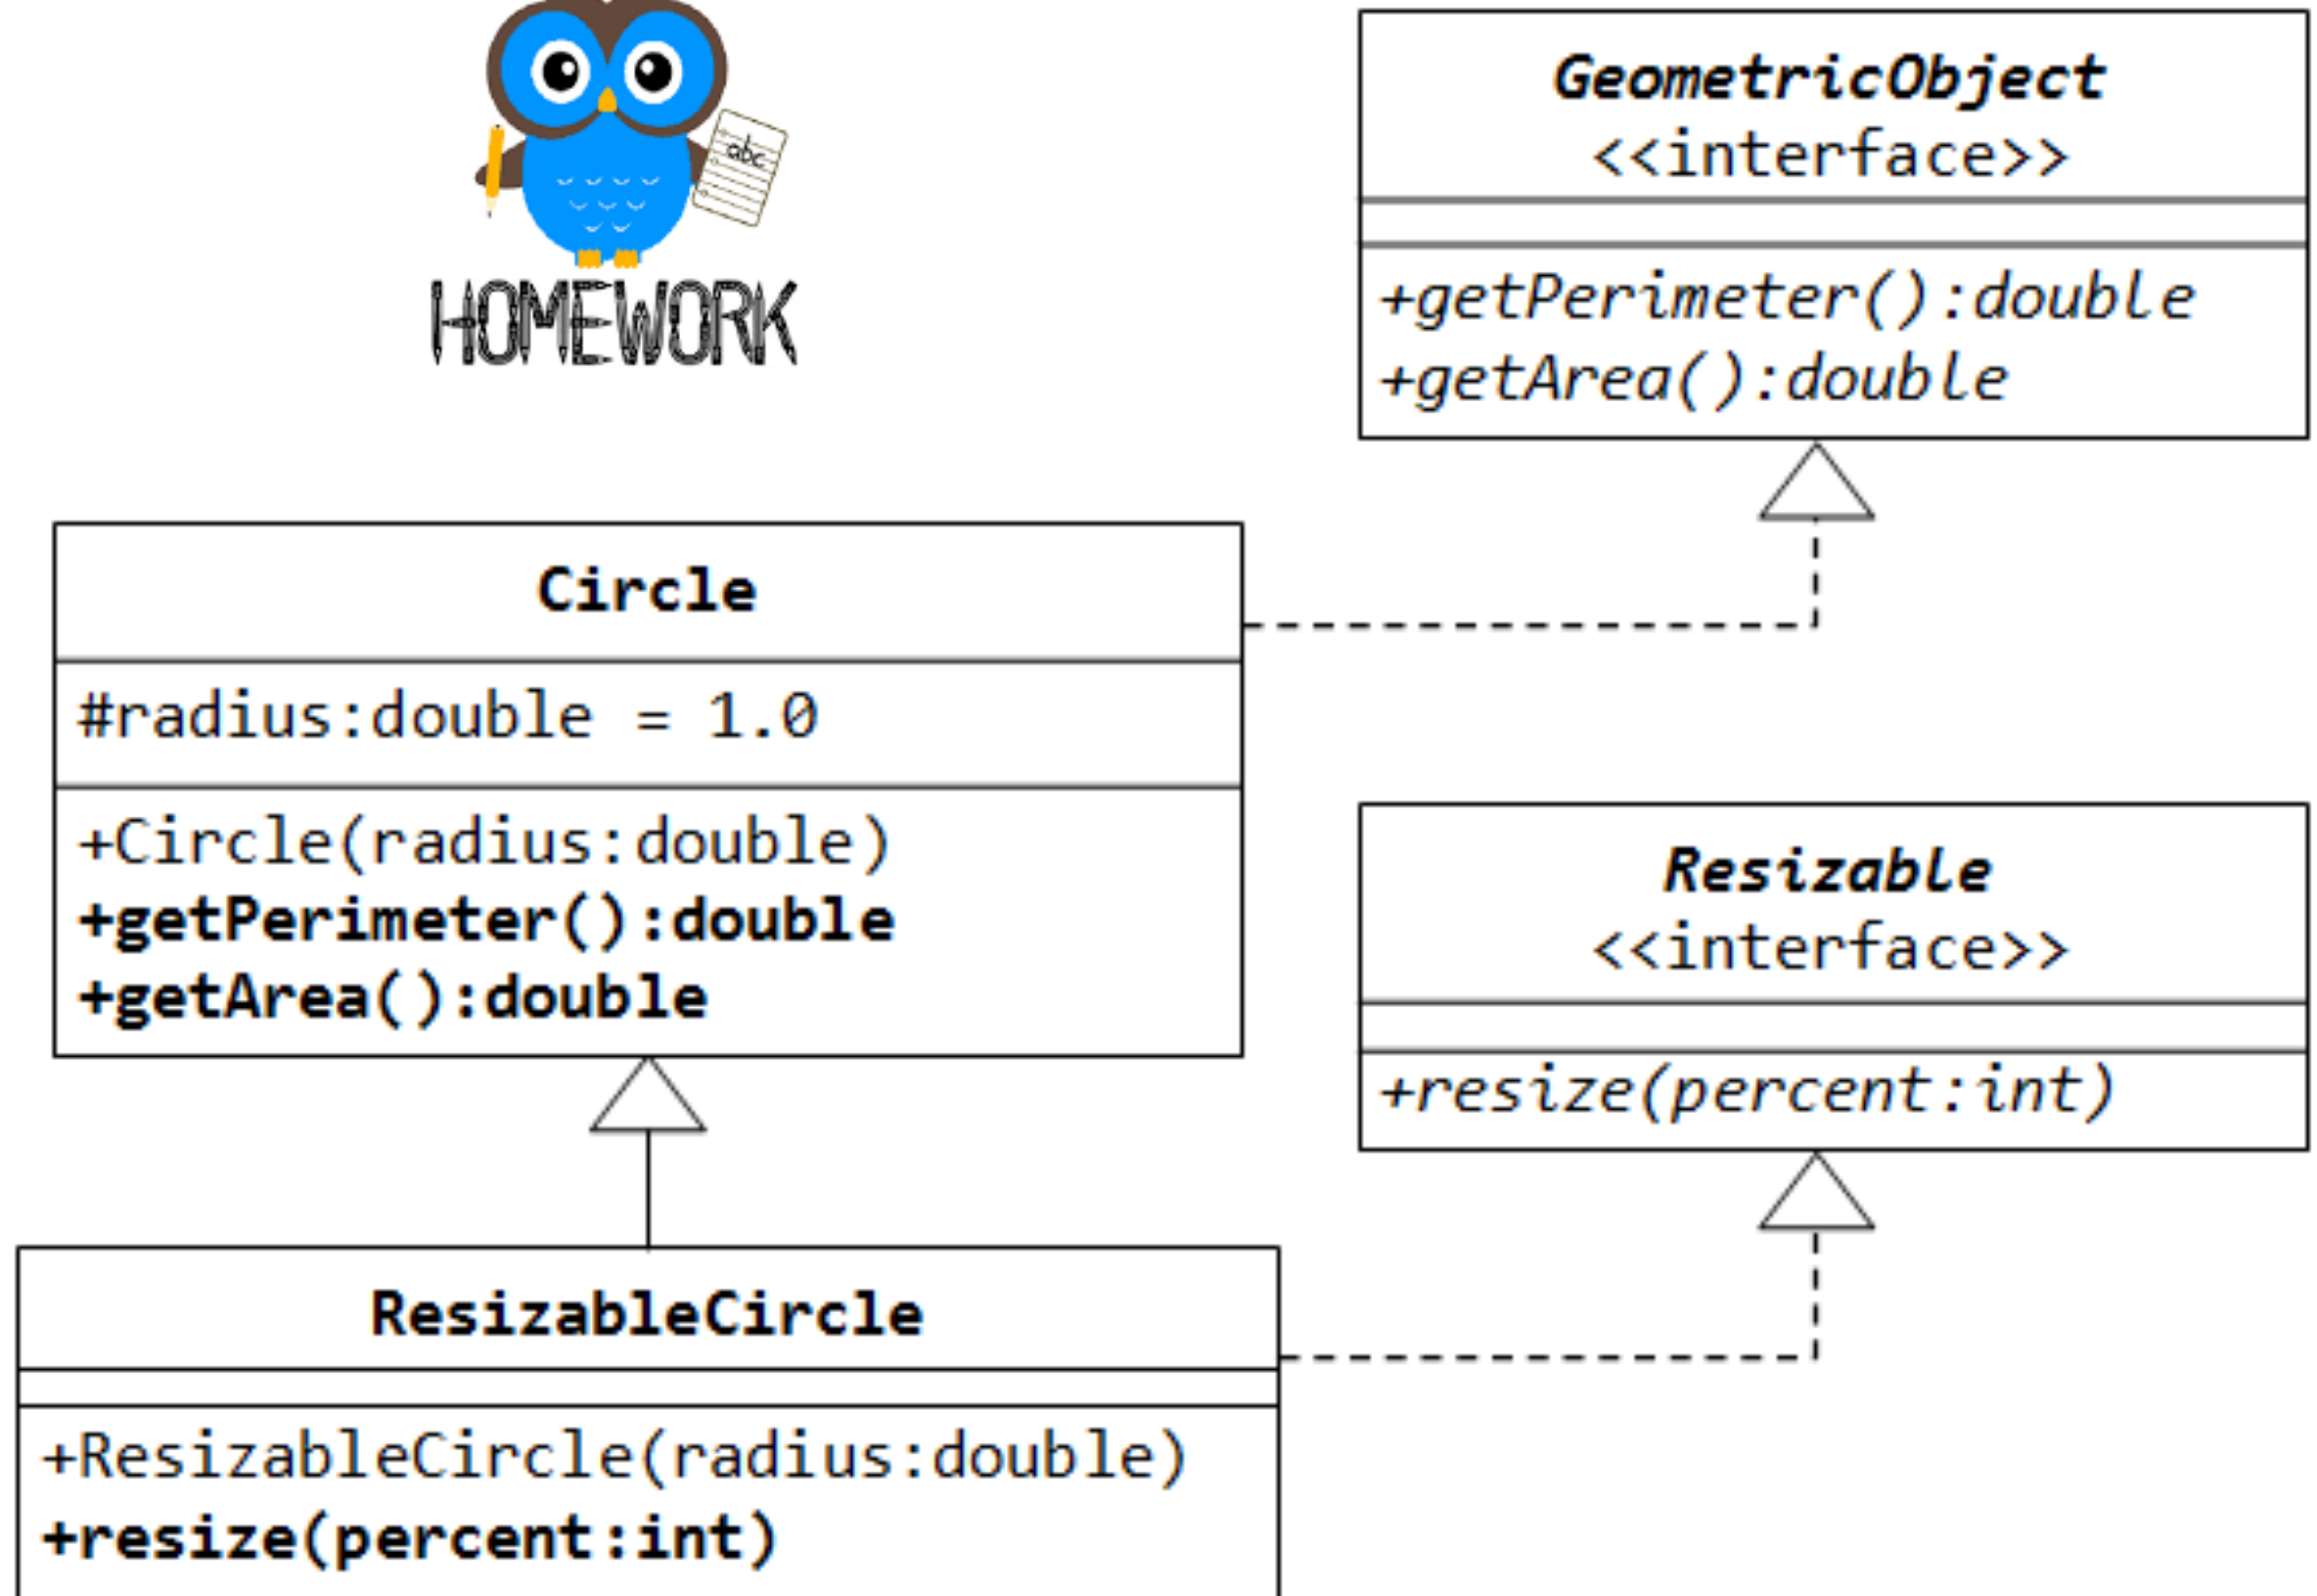 abc
HOMEWORK
GeometricObject
<<interface>>
+getPerimeter():double
+getArea():double
Circle
#radius:double = 1.0
+Circle(radius:double)
+getPerimeter():double
+getArea():double
Resizable
<<interface>>
+resize(percent:int)
ResizableCircle
+ResizableCircle(radius:double)
+resize(percent:int)